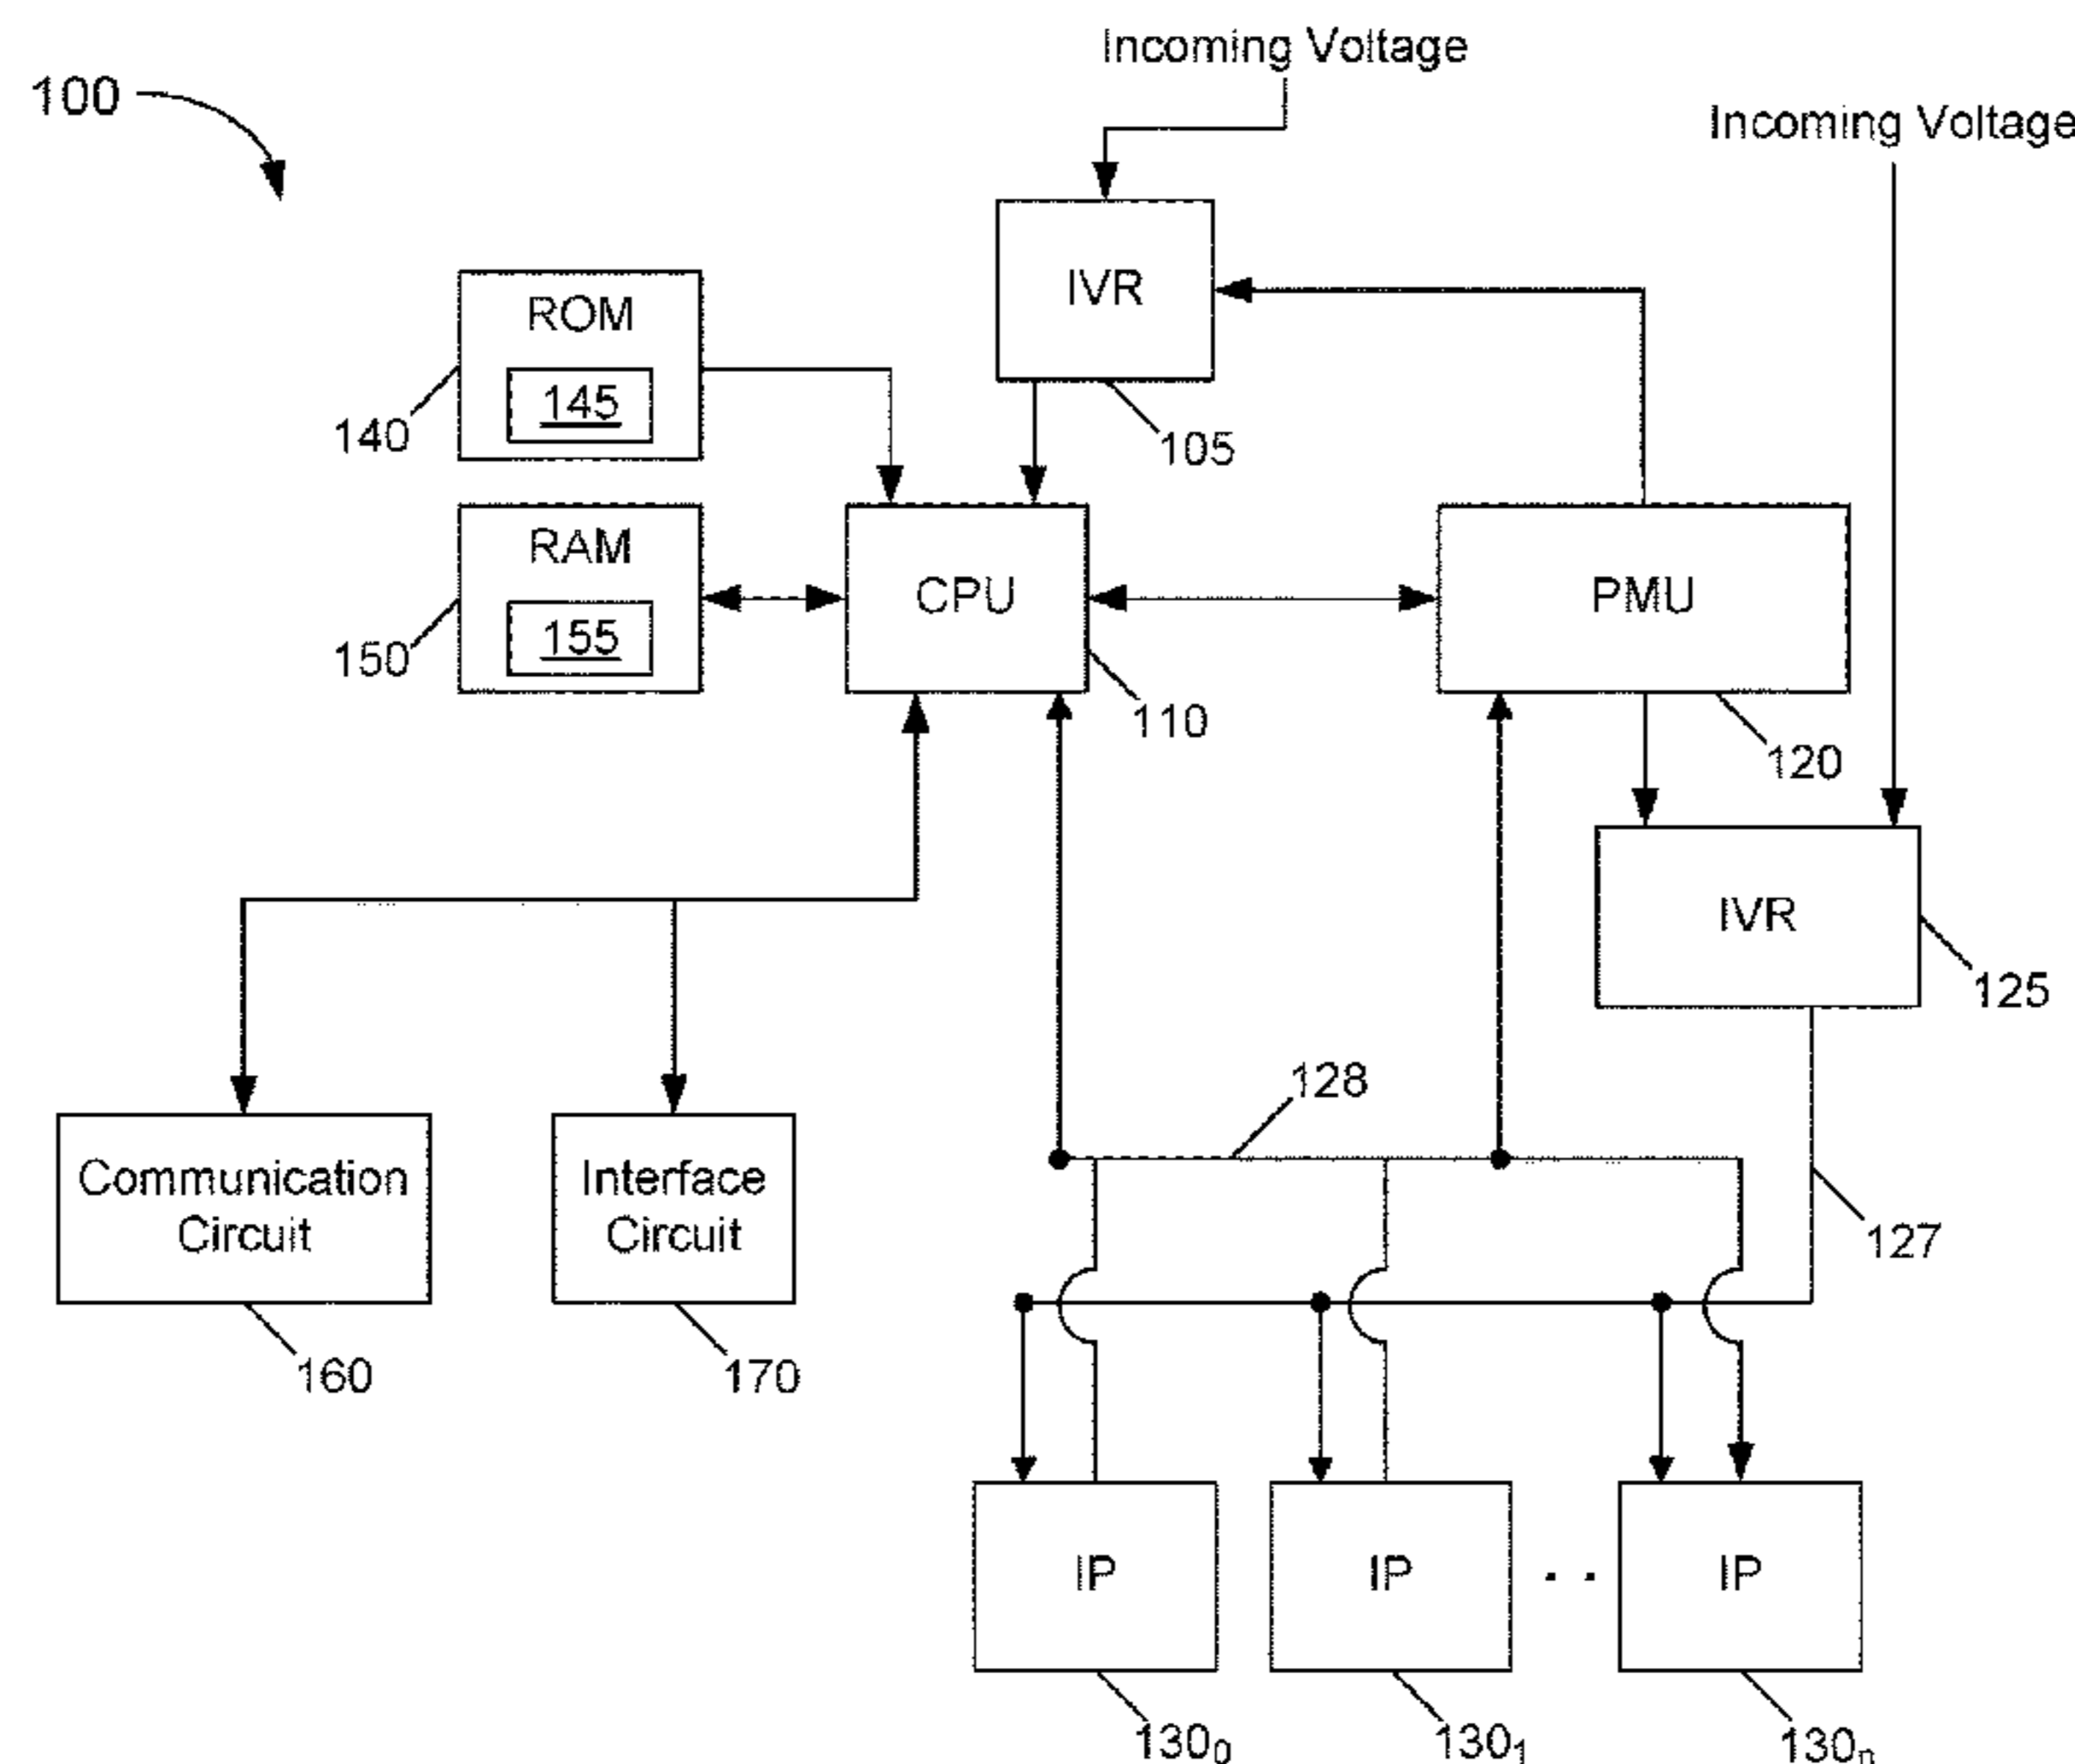 Incoming Voltage
100
Incoming Voltage
IVR
ROM
145
140
105
RAM
155
150
CPU
110
PMU
120
IVR
125
128
127
Communication
Circuit
160
Interface
Circuit
170
IP
IP
. .
IP
130₀
130₁
130ₙ